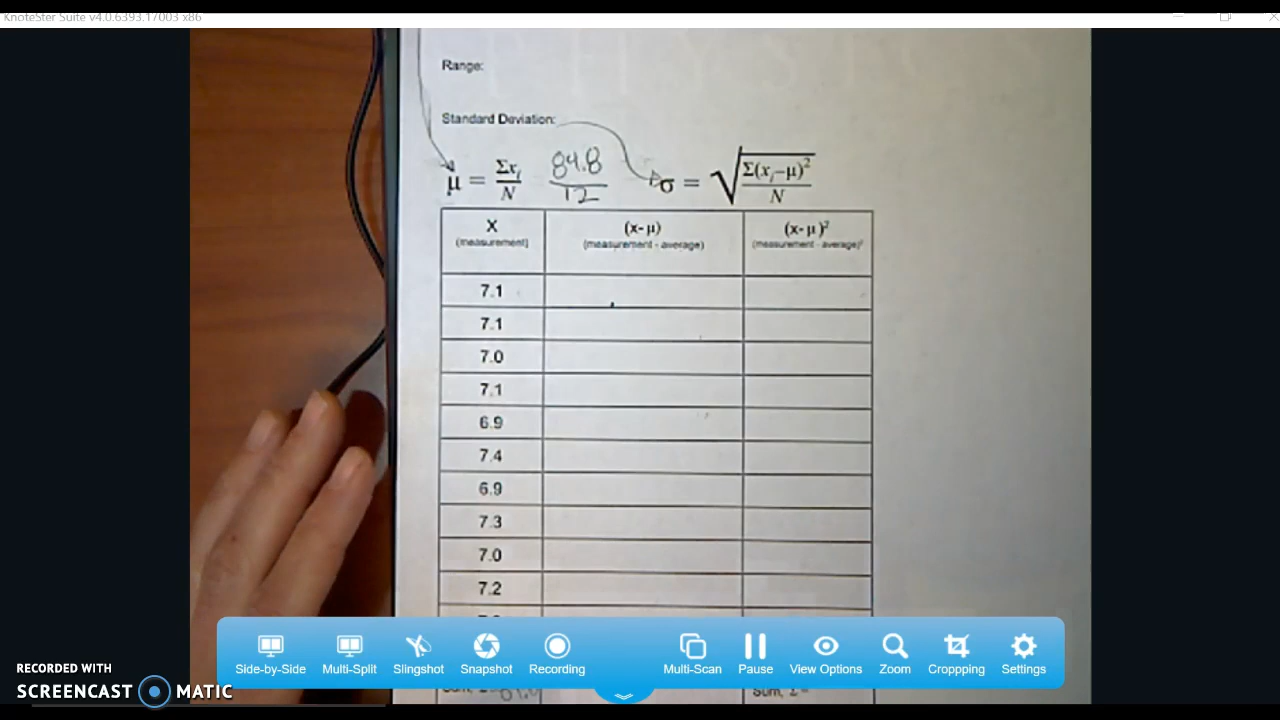 KnoteSter Suite v4.0.6393.17003 x86
Range:
Standard Deviation:
μ = Σxᵢ / N 84.8 / 12 σ = √(Σ(xᵢ-μ)² / N)
X (x-μ) (x-μ)²
(measurement) (measurement - average) (measurement - average)²
7.1
7.1
7.0
7.1
6.9
7.4
6.9
7.3
7.0
7.2
Side-by-Side Multi-Split Slingshot Snapshot Recording Multi-Scan Pause View Options Zoom Croppping Settings
RECORDED WITH
SCREENCAST MATIC